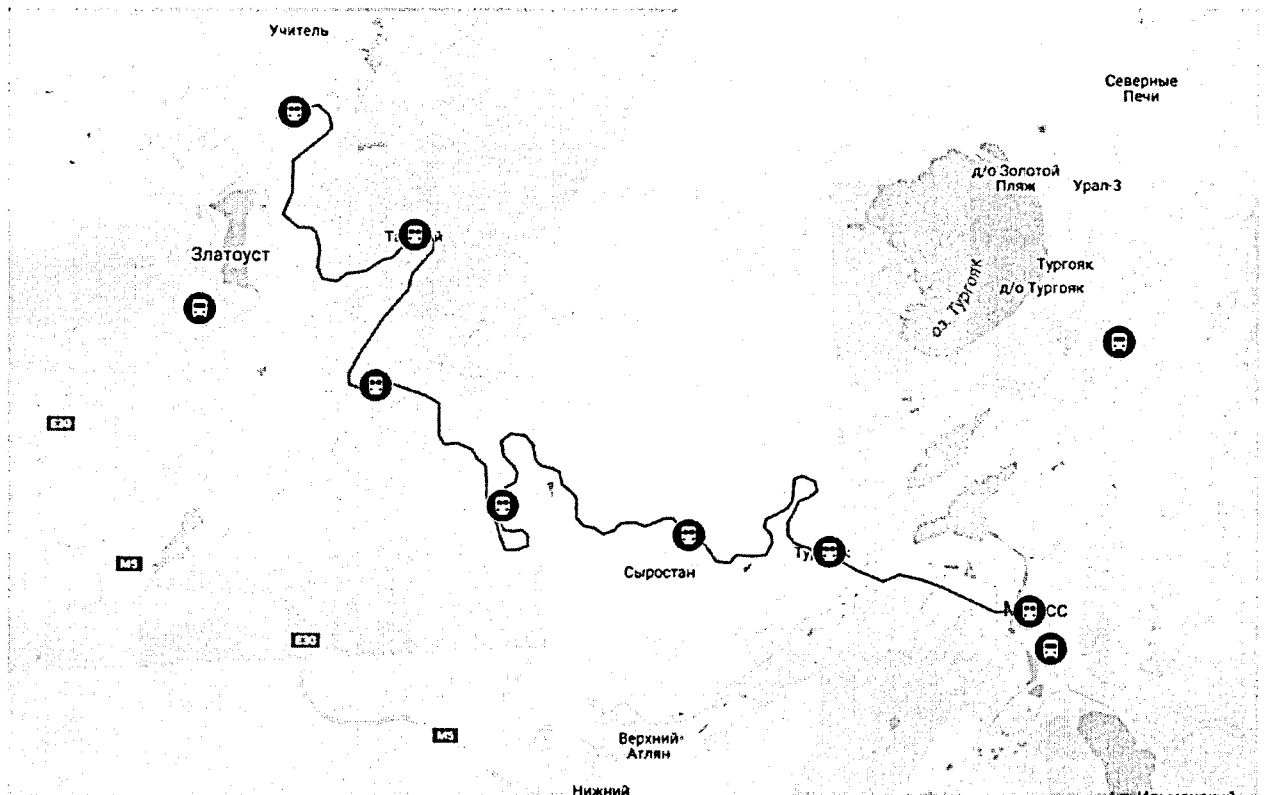 Учитель
Северные
Печи
д/о Золотой
Пляж
Урал-3
Златоуст
Тургояк
д/о Тургояк
оз. Тургояк
E30
M5
Сыростан
E30
M5
Верхний
Атлян
Нижний